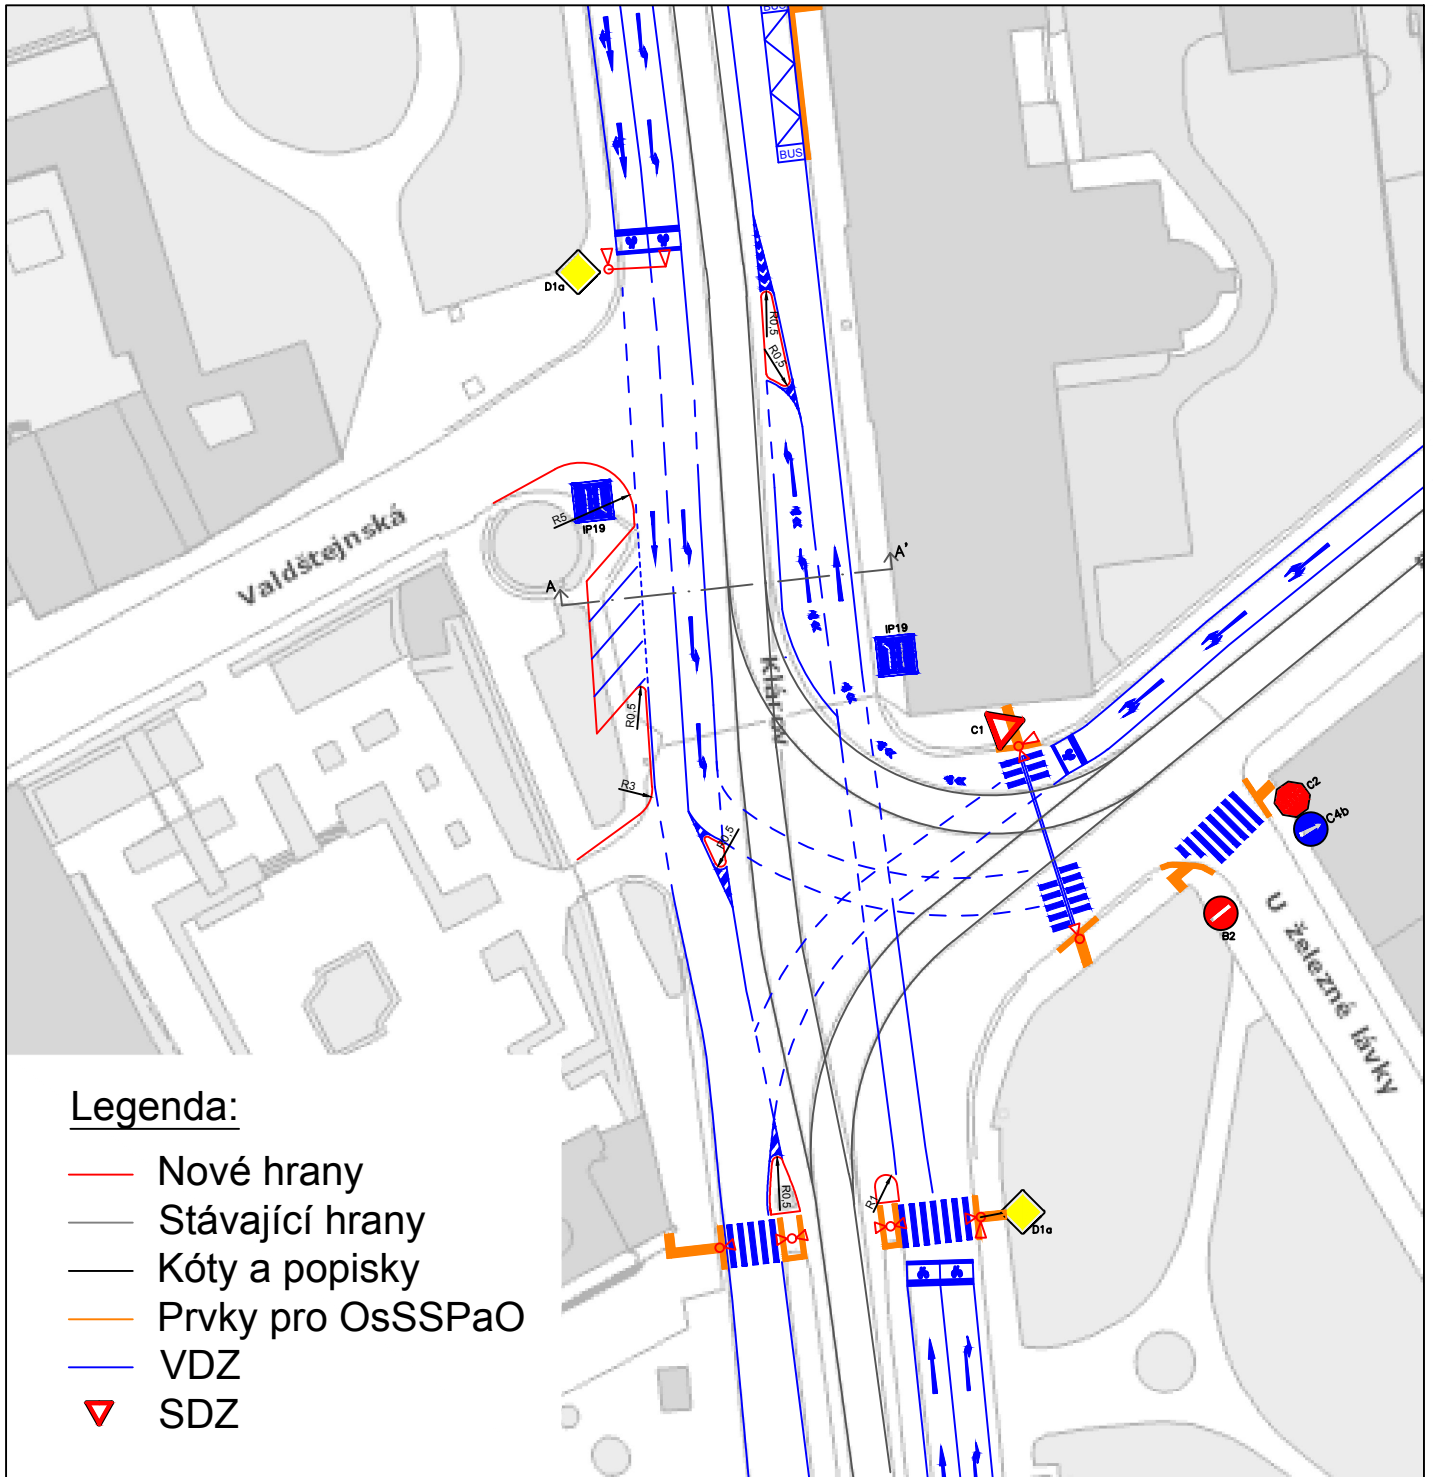 BUS
BUS
D1a
R0,5
R0,5
Valdštejnská
R5
IP19
A
A'
IP19
Klárov
R0,5
C1
R3
C2
C4b
R0,5
U železné lávky
B2
R0,5
R1
D1a
Legenda:
Nové hrany
Stávající hrany
Kóty a popisky
Prvky pro OsSSPaO
VDZ
SDZ